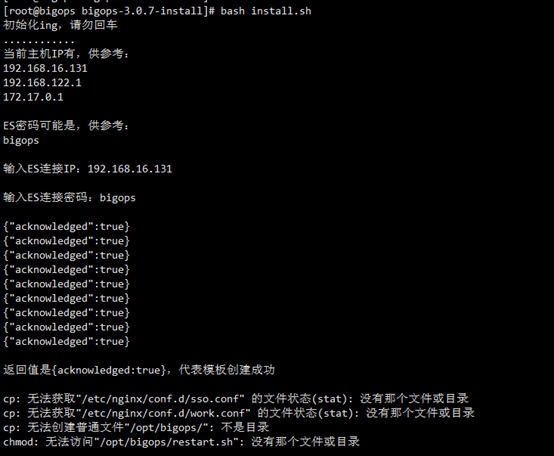 [root@bigops bigops-3.0.7-install]# bash install.sh
初始化ing，请勿回车
............
当前主机IP有，供参考：
192.168.16.131
192.168.122.1
172.17.0.1
ES密码可能是，供参考：
bigops
输入ES连接IP：192.168.16.131
输入ES连接密码：bigops
{"acknowledged":true}
{"acknowledged":true}
{"acknowledged":true}
{"acknowledged":true}
{"acknowledged":true}
{"acknowledged":true}
{"acknowledged":true}
{"acknowledged":true}
{"acknowledged":true}
返回值是{acknowledged:true}，代表模板创建成功
cp: 无法获取"/etc/nginx/conf.d/sso.conf" 的文件状态(stat): 没有那个文件或目录
cp: 无法获取"/etc/nginx/conf.d/work.conf" 的文件状态(stat): 没有那个文件或目录
cp: 无法创建普通文件"/opt/bigops/": 不是目录
chmod: 无法访问"/opt/bigops/restart.sh": 没有那个文件或目录